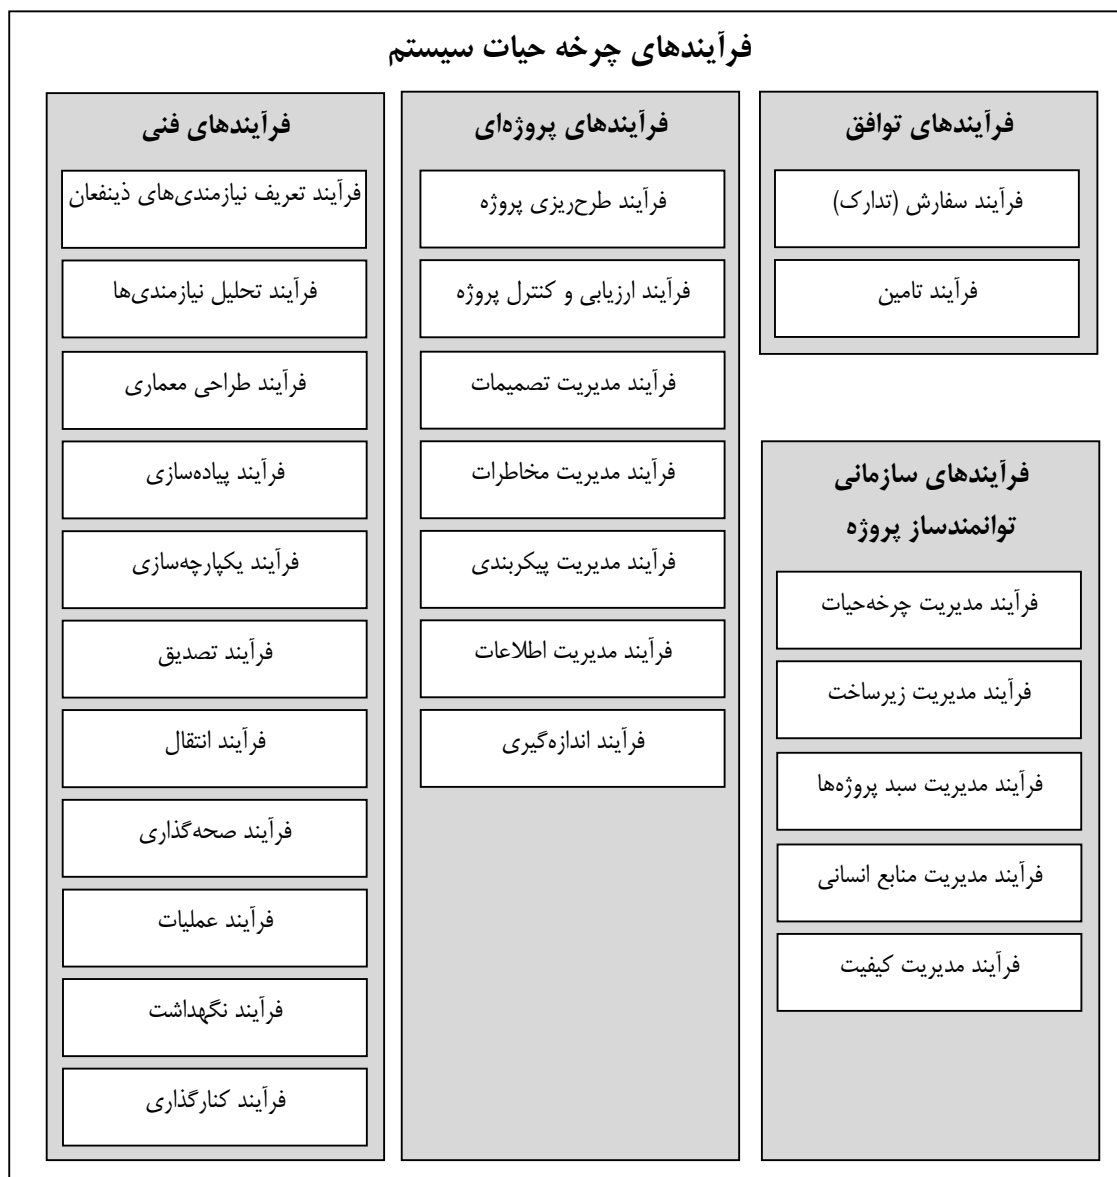 فرآیندهای چرخه حیات سیستم
فرآیندهای توافق
فرآیند سفارش (تدارک)
فرآیند تامین
فرآیندهای سازمانی
توانمندساز پروژه
فرآیند مدیریت چرخه‌حیات
فرآیند مدیریت زیرساخت
فرآیند مدیریت سبد پروژه‌ها
فرآیند مدیریت منابع انسانی
فرآیند مدیریت کیفیت
فرآیندهای پروژه‌ای
فرآیند طرح‌ریزی پروژه
فرآیند ارزیابی و کنترل پروژه
فرآیند مدیریت تصمیمات
فرآیند مدیریت مخاطرات
فرآیند مدیریت پیکربندی
فرآیند مدیریت اطلاعات
فرآیند اندازه‌گیری
فرآیندهای فنی
فرآیند تعریف نیازمندی‌های ذینفعان
فرآیند تحلیل نیازمندی‌ها
فرآیند طراحی معماری
فرآیند پیاده‌سازی
فرآیند یکپارچه‌سازی
فرآیند تصدیق
فرآیند انتقال
فرآیند صحه‌گذاری
فرآیند عملیات
فرآیند نگهداشت
فرآیند کنارگذاری